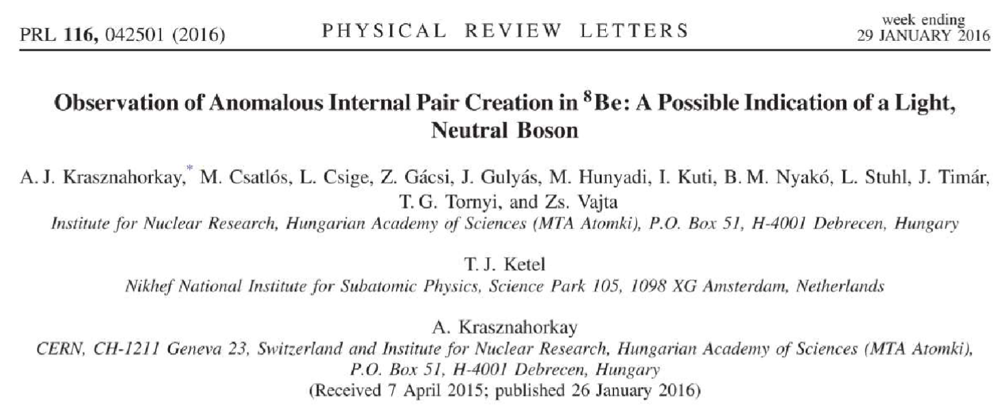 PRL 116, 042501 (2016)
PHYSICAL REVIEW LETTERS
week ending
29 JANUARY 2016
Observation of Anomalous Internal Pair Creation in ⁸Be: A Possible Indication of a Light,
Neutral Boson
A. J. Krasznahorkay,* M. Csatlós, L. Csige, Z. Gácsi, J. Gulyás, M. Hunyadi, I. Kuti, B. M. Nyakó, L. Stuhl, J. Timár,
T. G. Tornyi, and Zs. Vajta
Institute for Nuclear Research, Hungarian Academy of Sciences (MTA Atomki), P.O. Box 51, H-4001 Debrecen, Hungary
T. J. Ketel
Nikhef National Institute for Subatomic Physics, Science Park 105, 1098 XG Amsterdam, Netherlands
A. Krasznahorkay
CERN, CH-1211 Geneva 23, Switzerland and Institute for Nuclear Research, Hungarian Academy of Sciences (MTA Atomki),
P.O. Box 51, H-4001 Debrecen, Hungary
(Received 7 April 2015; published 26 January 2016)